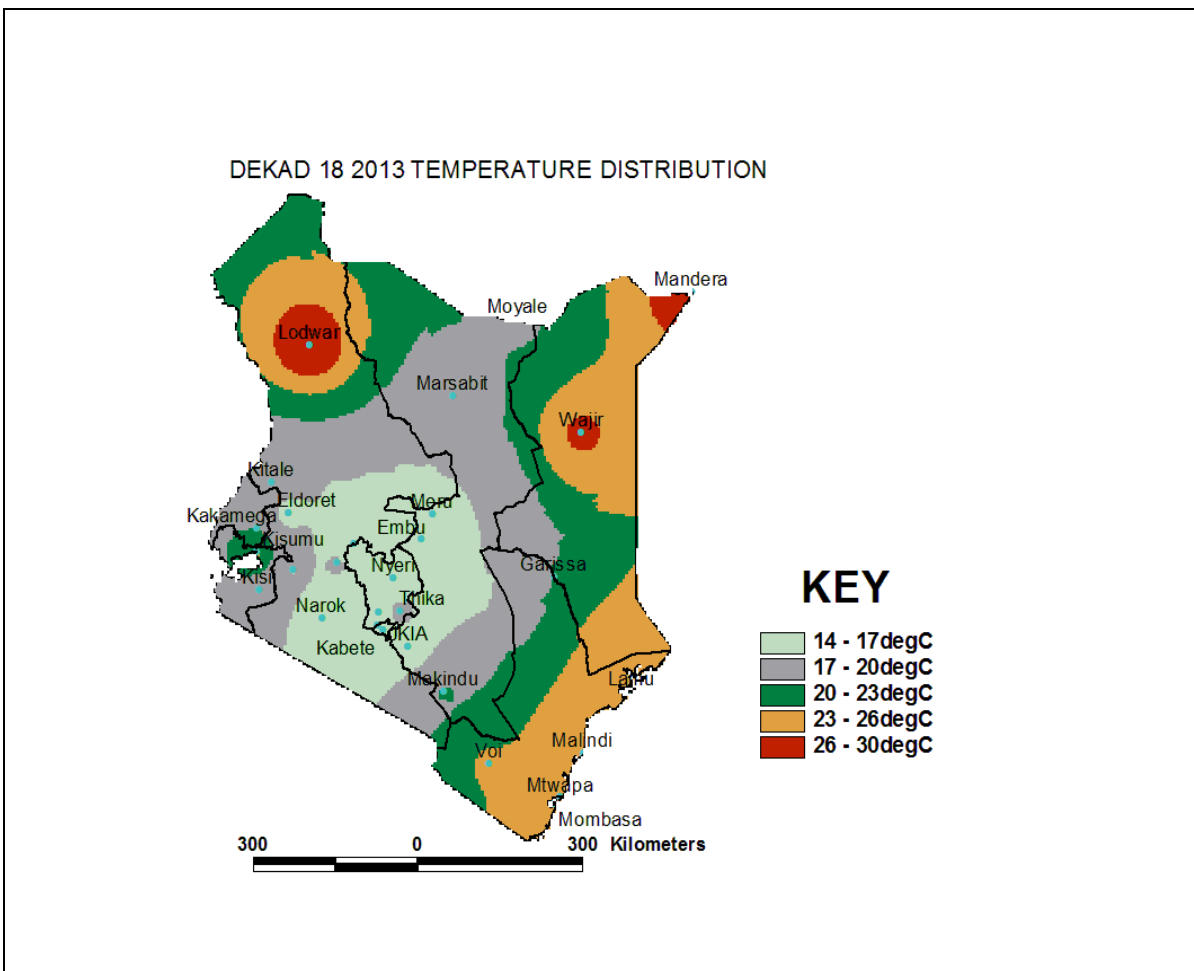 DEKAD 18 2013 TEMPERATURE DISTRIBUTION
Mandera
Moyale
Lodwar
Marsabit
Wajir
Kitale
Eldoret
Meru
Kakamega
Embu
Kisumu
Nyeri
Garissa
Kisi
Narok
Thika
Kabete
JKIA
Makindu
Lamu
Voi
Malindi
Mtwapa
Mombasa
KEY
14 - 17degC
17 - 20degC
20 - 23degC
23 - 26degC
26 - 30degC
300 0 300 Kilometers